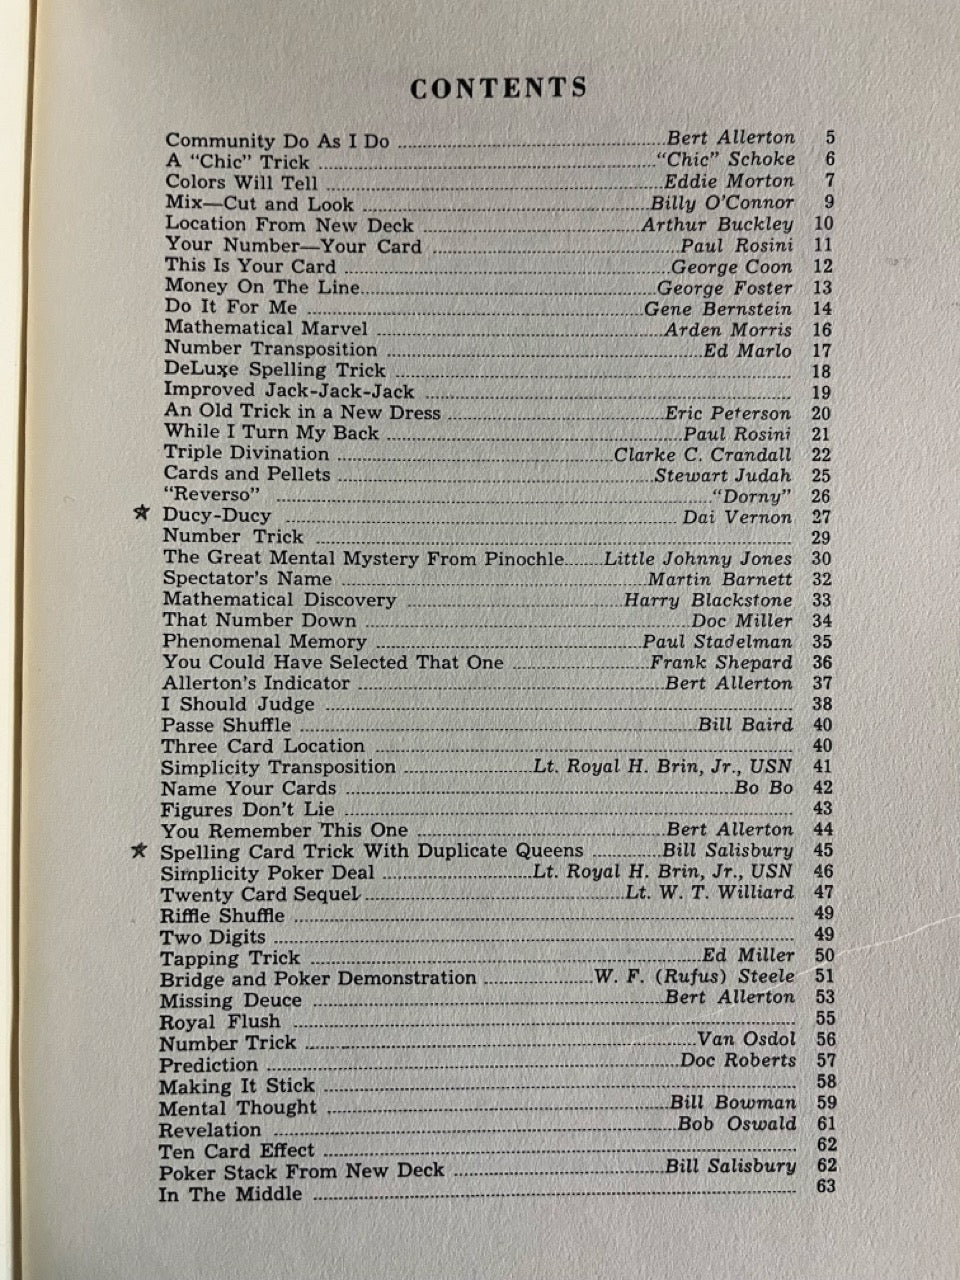 CONTENTS
Community Do As I Do ........ Bert Allerton 5
A “Chic” Trick ........ “Chic” Schoke 6
Colors Will Tell ........ Eddie Morton 7
Mix—Cut and Look ........ Billy O’Connor 9
Location From New Deck ........ Arthur Buckley 10
Your Number—Your Card ........ Paul Rosini 11
This Is Your Card ........ George Coon 12
Money On The Line ........ George Foster 13
Do It For Me ........ Gene Bernstein 14
Mathematical Marvel ........ Arden Morris 16
Number Transposition ........ Ed Marlo 17
DeLuxe Spelling Trick ........ 18
Improved Jack-Jack-Jack ........ 19
An Old Trick in a New Dress ........ Eric Peterson 20
While I Turn My Back ........ Paul Rosini 21
Triple Divination ........ Clarke C. Crandall 22
Cards and Pellets ........ Stewart Judah 25
“Reverso” ........ “Dorny” 26
☆ Ducy-Ducy ........ Dai Vernon 27
Number Trick ........ 29
The Great Mental Mystery From Pinochle ........ Little Johnny Jones 30
Spectator’s Name ........ Martin Barnett 32
Mathematical Discovery ........ Harry Blackstone 33
That Number Down ........ Doc Miller 34
Phenomenal Memory ........ Paul Stadelman 35
You Could Have Selected That One ........ Frank Shepard 36
Allerton’s Indicator ........ Bert Allerton 37
I Should Judge ........ 38
Passe Shuffle ........ Bill Baird 40
Three Card Location ........ 40
Simplicity Transposition ........ Lt. Royal H. Brin, Jr., USN 41
Name Your Cards ........ Bo Bo 42
Figures Don’t Lie ........ 43
You Remember This One ........ Bert Allerton 44
☆ Spelling Card Trick With Duplicate Queens ........ Bill Salisbury 45
Simplicity Poker Deal ........ Lt. Royal H. Brin, Jr., USN 46
Twenty Card Sequel ........ Lt. W. T. Williard 47
Riffle Shuffle ........ 49
Two Digits ........ 49
Tapping Trick ........ Ed Miller 50
Bridge and Poker Demonstration ........ W. F. (Rufus) Steele 51
Missing Deuce ........ Bert Allerton 53
Royal Flush ........ 55
Number Trick ........ Van Osdol 56
Prediction ........ Doc Roberts 57
Making It Stick ........ 58
Mental Thought ........ Bill Bowman 59
Revelation ........ Bob Oswald 61
Ten Card Effect ........ 62
Poker Stack From New Deck ........ Bill Salisbury 62
In The Middle ........ 63